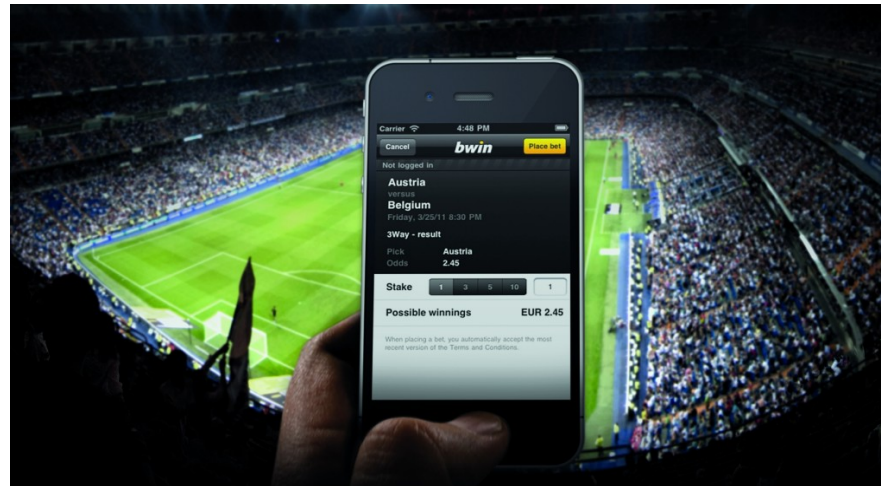 Carrier 4:48 PM
Cancel bwin Place bet
Not logged in
Austria
versus
Belgium
Friday, 3/25/11 8:30 PM
3Way - result
Pick Austria
Odds 2.45
Stake 1 3 5 10 1
Possible winnings EUR 2.45
When placing a bet, you automatically accept the most
recent version of the Terms and Conditions.